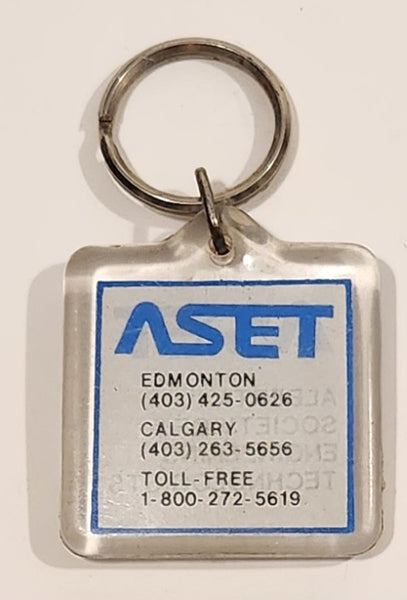 ASET
EDMONTON
(403) 425-0626
CALGARY
(403) 263-5656
TOLL-FREE
1-800-272-5619